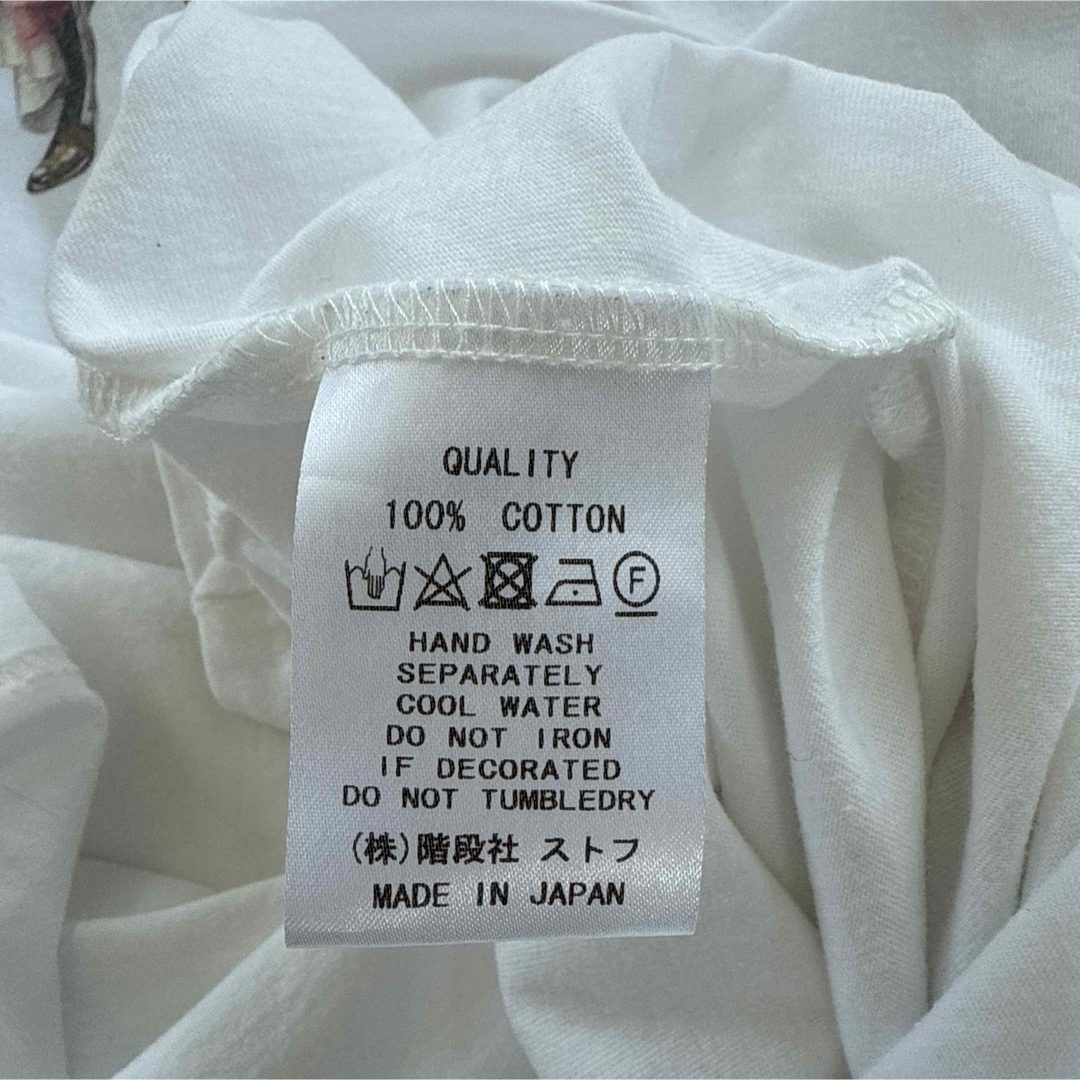 QUALITY
100% COTTON
F
HAND WASH
SEPARATELY
COOL WATER
DO NOT IRON
IF DECORATED
DO NOT TUMBLEDRY
(株)階段社 ストフ
MADE IN JAPAN